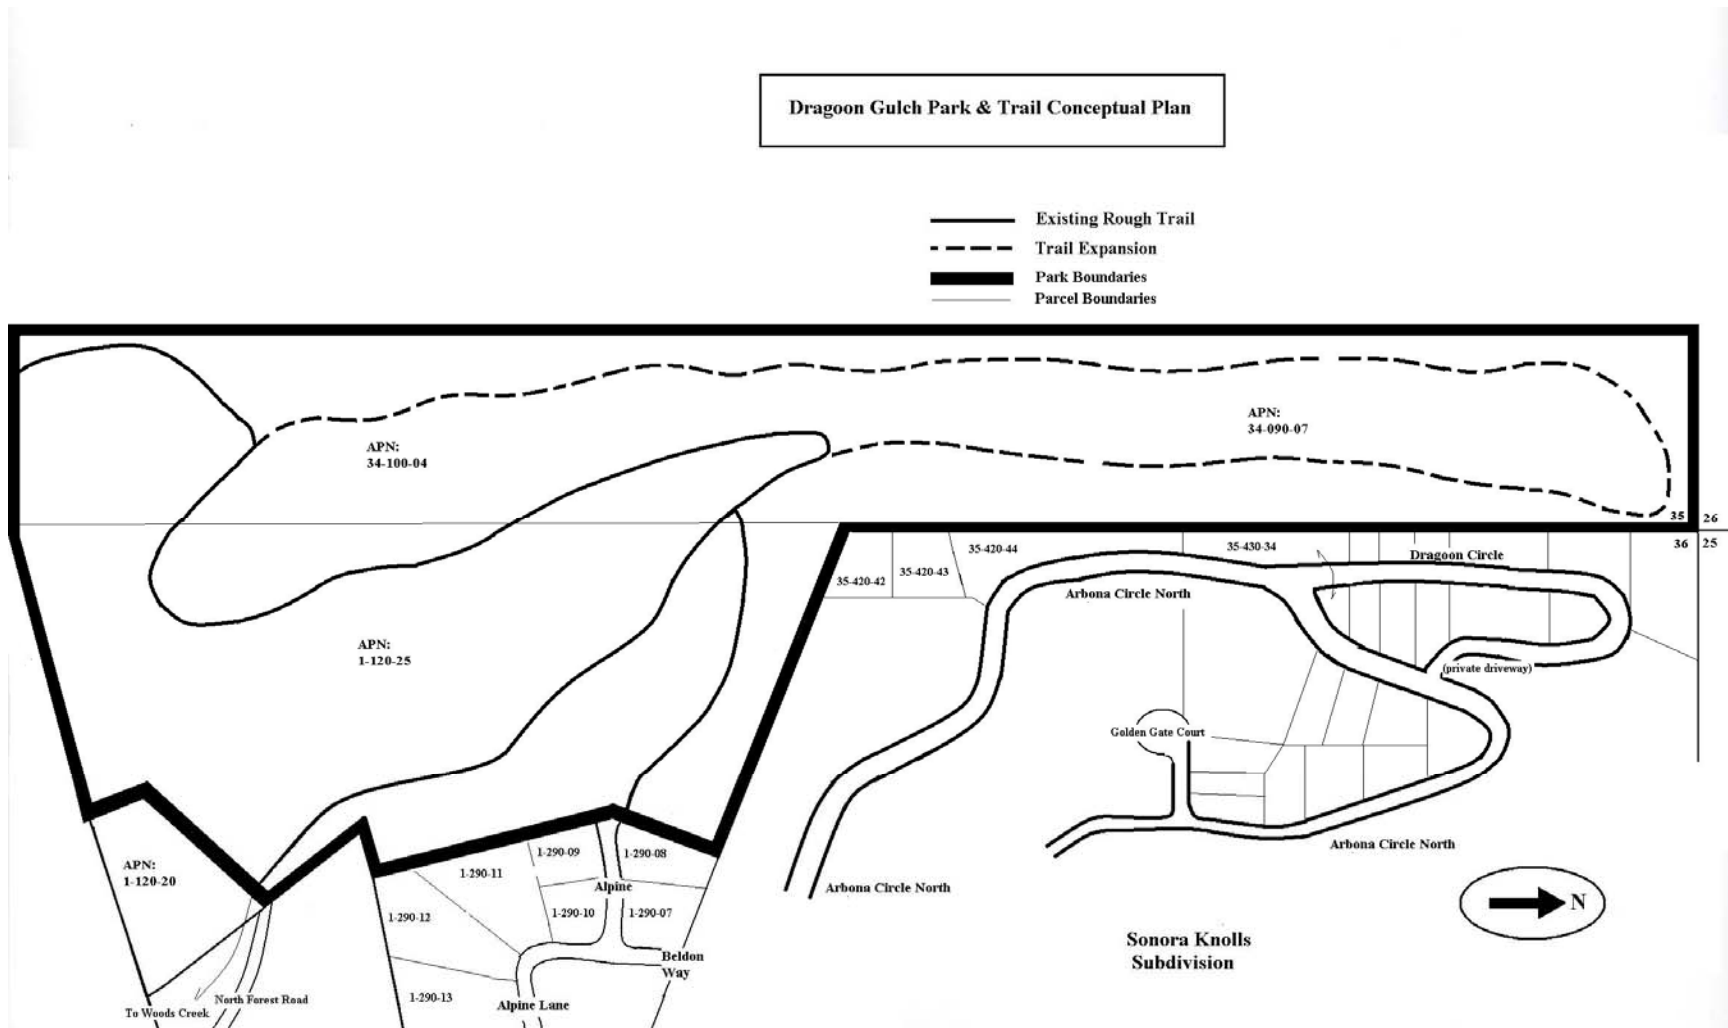 Dragoon Gulch Park & Trail Conceptual Plan
Existing Rough Trail
Trail Expansion
Park Boundaries
Parcel Boundaries
APN:
34-100-04
APN:
34-090-07
35
26
36
25
35-420-42
35-420-43
35-420-44
35-430-34
Dragoon Circle
Arbona Circle North
APN:
1-120-25
(private driveway)
Golden Gate Court
Arbona Circle North
APN:
1-120-20
1-290-09
1-290-08
1-290-11
Alpine
Arbona Circle North
1-290-12
1-290-10
1-290-07
N
Sonora Knolls
Subdivision
Beldon
Way
1-290-13
Alpine Lane
North Forest Road
To Woods Creek